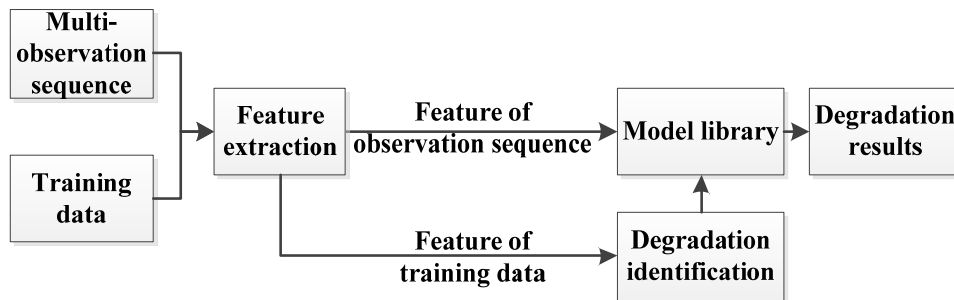 Multi-
observation
sequence
Training
data
Feature
extraction
Feature of
observation sequence
Feature of
training data
Model library
Degradation
identification
Degradation
results